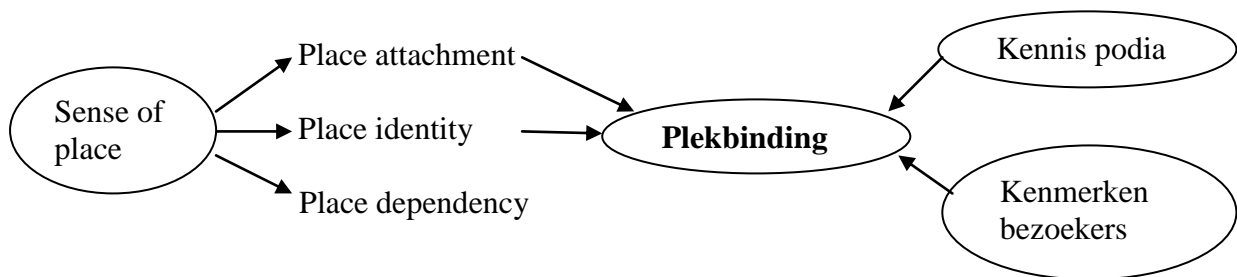 Sense of
place
Place attachment
Place identity
Place dependency
Plekbinding
Kennis podia
Kenmerken
bezoekers